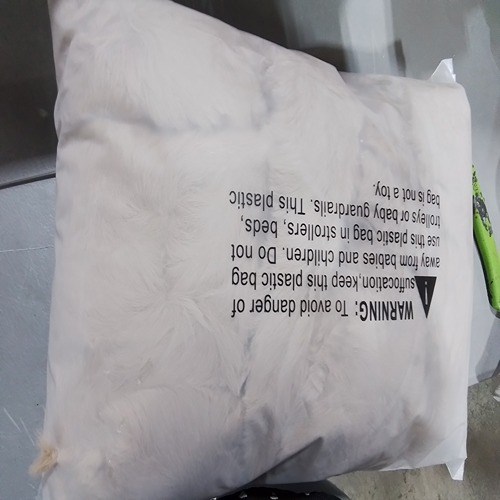 WARNING: To avoid danger of
suffocation,keep this plastic bag
away from babies and children. Do not
use this plastic bag in strollers, beds,
trolleys or baby guardrails. This plastic
bag is not a toy.